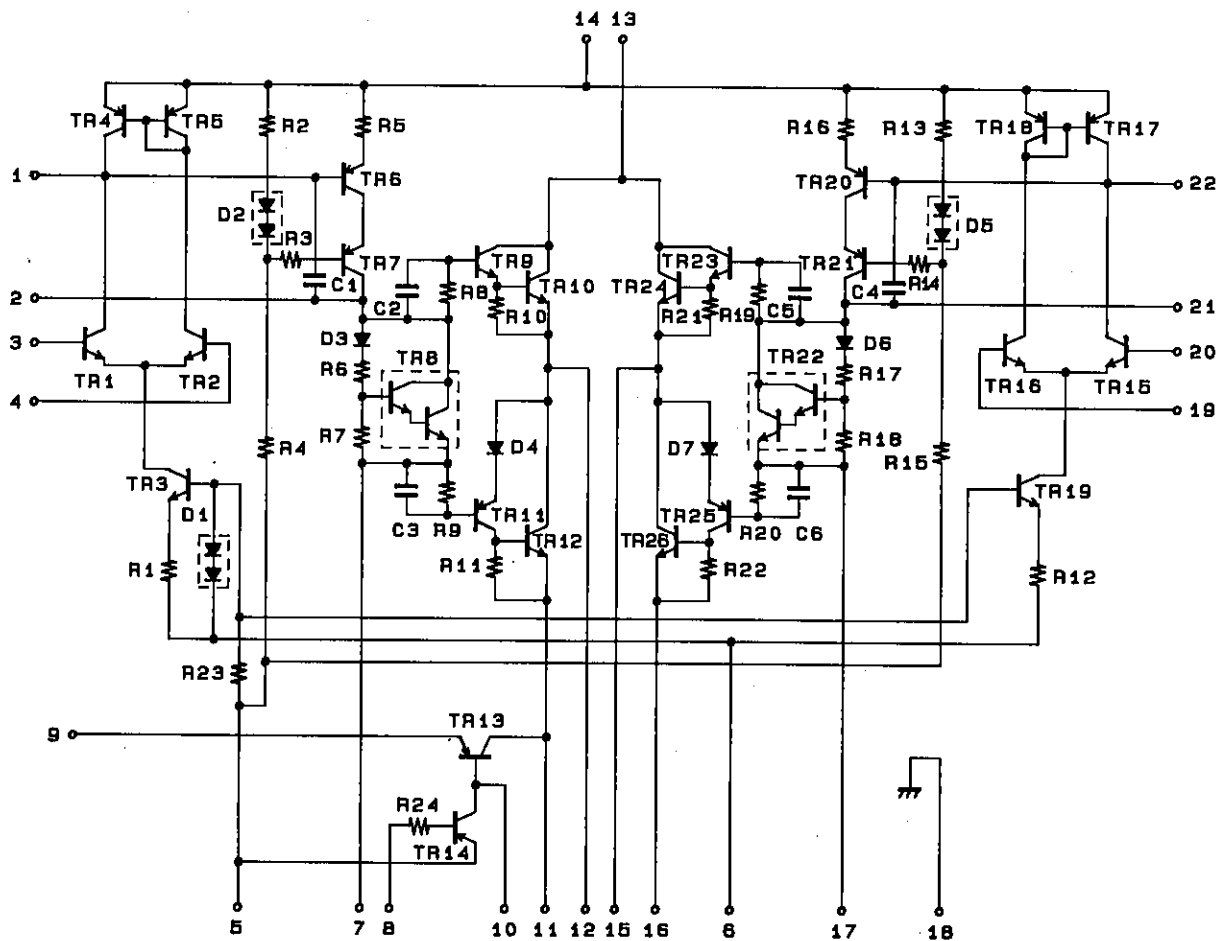 14 13
TR4 TR5 R2 R5 R16 R13 TR18 TR17
1 TR6 TR20 22
D2 D5
R3 TR7 TR9 TR23 TR21
R8 TR10 TR24 R14
2 C1 C2 R10 R21 R19 C5 C4 21
3 D3 TR8 TR22 D6 20
TR1 TR2 R6 R17 TR16 TR15
4 19
R4 R7 D4 D7 R18 R15
TR3 D1 TR19
C3 R9 TR11 TR12 TR25 TR26 R20 C6
R1 R11 R22 R12
R23
9 TR13
R24
TR14
5 7 8 10 11 12 15 16 6 17 18